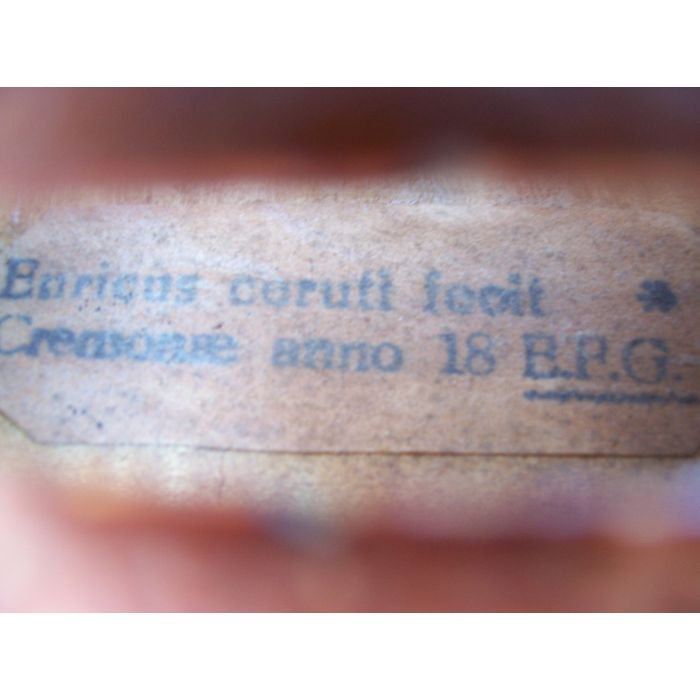 Enricus ceruti fecit *
Cremonae anno 18 E.F.G.